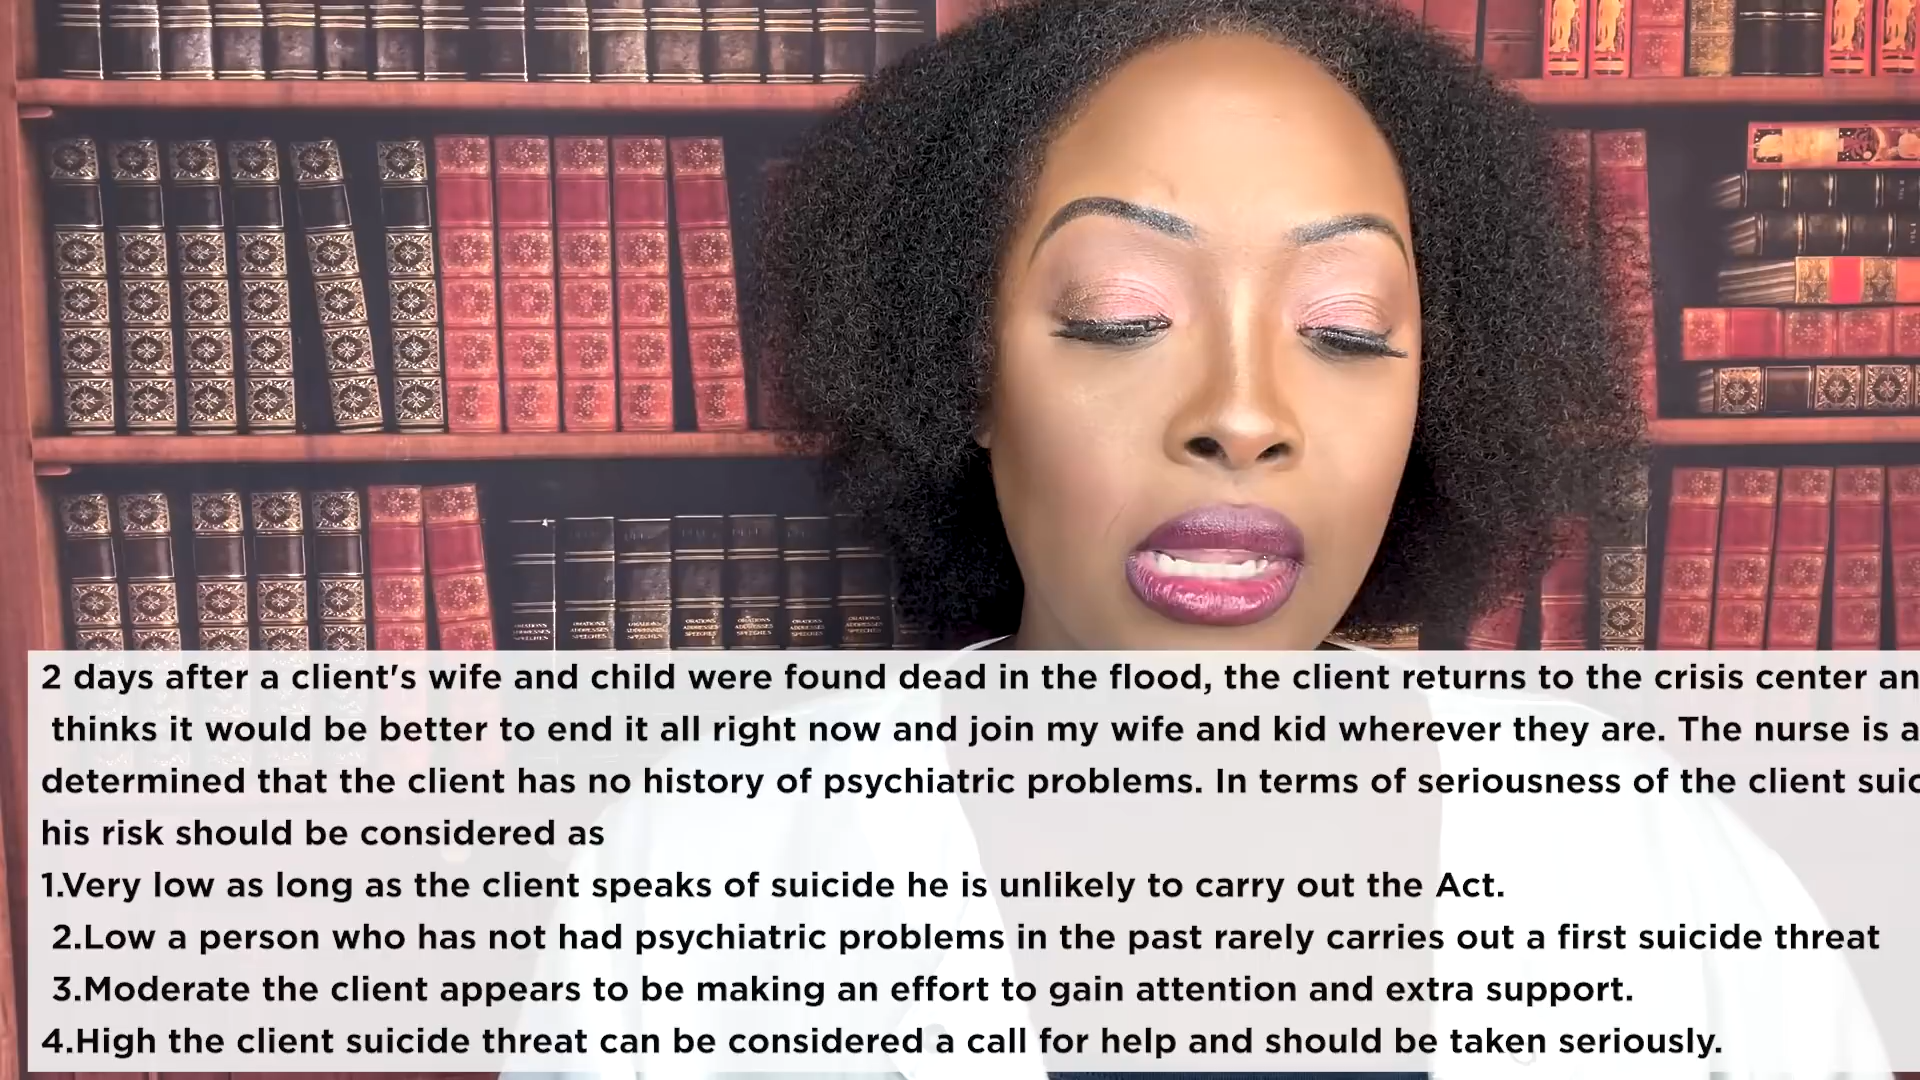 2 days after a client's wife and child were found dead in the flood, the client returns to the crisis center an
thinks it would be better to end it all right now and join my wife and kid wherever they are. The nurse is a
determined that the client has no history of psychiatric problems. In terms of seriousness of the client suic
his risk should be considered as
1.Very low as long as the client speaks of suicide he is unlikely to carry out the Act.
2.Low a person who has not had psychiatric problems in the past rarely carries out a first suicide threat
3.Moderate the client appears to be making an effort to gain attention and extra support.
4.High the client suicide threat can be considered a call for help and should be taken seriously.